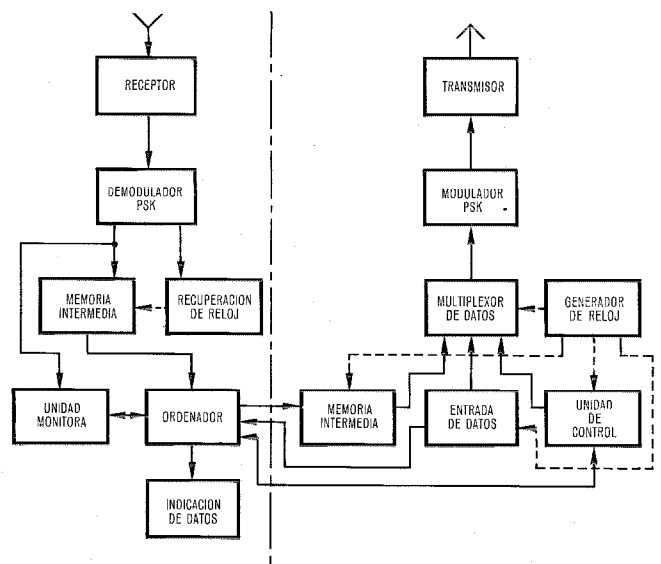 RECEPTOR
DEMODULADOR
PSK
MEMORIA
INTERMEDIA
RECUPERACION
DE RELOJ
UNIDAD
MONITORA
ORDENADOR
INDICACION
DE DATOS
TRANSMISOR
MODULADOR
PSK
MULTIPLEXOR
DE DATOS
GENERADOR
DE RELOJ
MEMORIA
INTERMEDIA
ENTRADA
DE DATOS
UNIDAD
DE
CONTROL